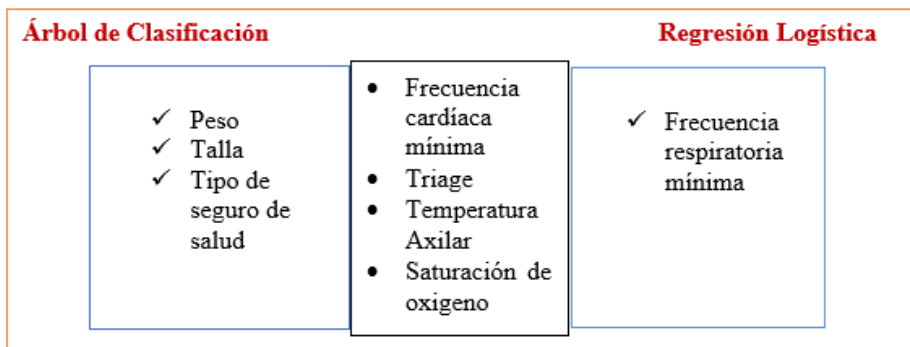 Árbol de Clasificación
Regresión Logística
✓ Peso
✓ Talla
✓ Tipo de
seguro de
salud
• Frecuencia
cardíaca
mínima
• Triage
• Temperatura
Axilar
• Saturación de
oxigeno
✓ Frecuencia
respiratoria
mínima